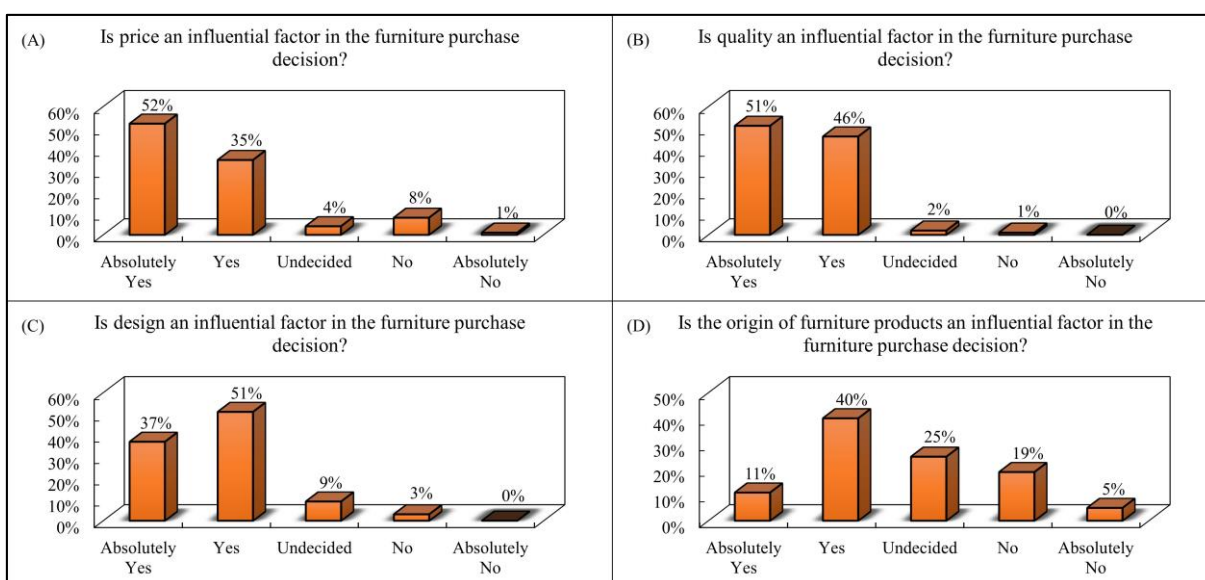 (A)
Is price an influential factor in the furniture purchase
decision?
60%
50%
40%
30%
20%
10%
0%
52%
35%
4%
8%
1%
Absolutely
Yes
Yes
Undecided
No
Absolutely
No
(B)
Is quality an influential factor in the furniture purchase
decision?
60%
50%
40%
30%
20%
10%
0%
51%
46%
2%
1%
0%
Absolutely
Yes
Yes
Undecided
No
Absolutely
No
(C)
Is design an influential factor in the furniture purchase
decision?
60%
50%
40%
30%
20%
10%
0%
37%
51%
9%
3%
0%
Absolutely
Yes
Yes
Undecided
No
Absolutely
No
(D)
Is the origin of furniture products an influential factor in the
furniture purchase decision?
50%
40%
30%
20%
10%
0%
11%
40%
25%
19%
5%
Absolutely
Yes
Yes
Undecided
No
Absolutely
No